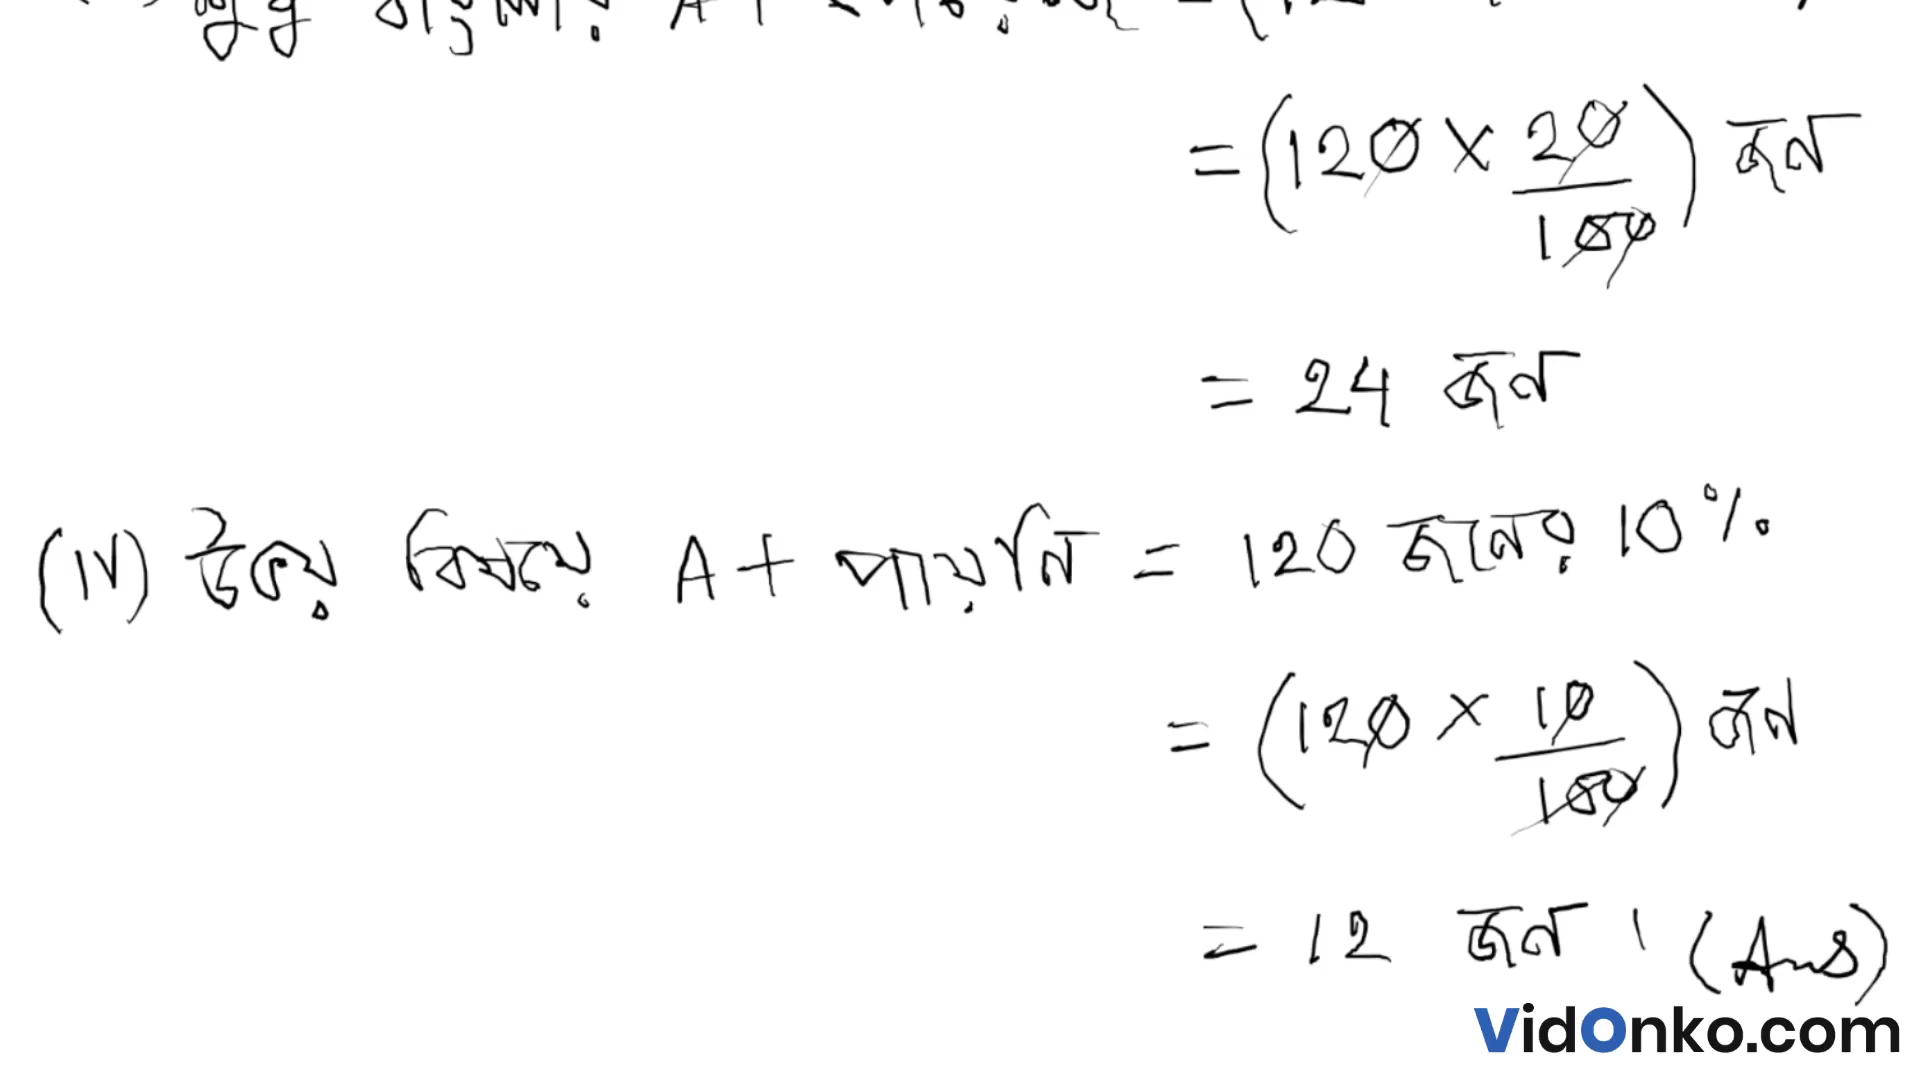 শুধু বাংলায় A+
= (120 × 20/100) জন
= 24 জন
(IV) উভয় বিষয়ে A+ পায়নি = 120 জনের 10%.
= (120 × 10/100) জন
= 12 জন । (Ans)
VidOnko.com